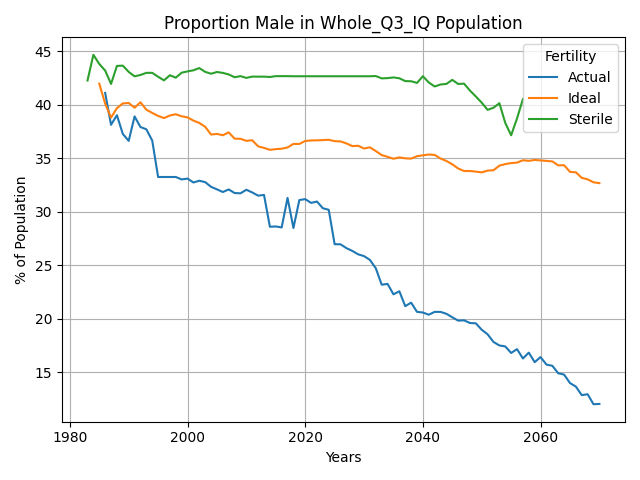 Proportion Male in Whole_Q3_IQ Population
% of Population
45
40
35
30
25
20
15
1980
2000
2020
2040
2060
Years
Fertility
Actual
Ideal
Sterile